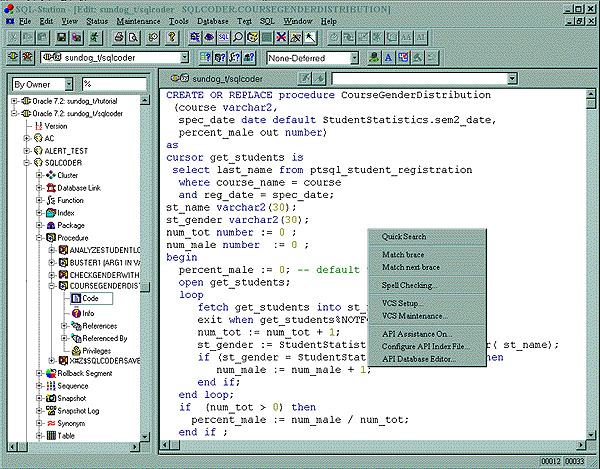 SQL-Station - [Edit: sundog_t/sqlcoder SQLCODER.COURSEGENDERDISTRIBUTION]
File Edit View Status Maintenance Tools Database Text SQL Window Help
sundog_t/sqlcoder None-Deferred
By Owner %
Oracle 7.2: sundog_t/tutorial
Oracle 7.2: sundog_t/sqlcoder
Version
AC
ALERT_TEST
SQLCODER
Cluster
Database Link
Function
Index
Package
Procedure
ANALYZESTUDENTLO
BUSTER1 (ARG1 IN VA
CHECKGENDERWITH
COURSEGENDERDIST
Code
Info
References
Referenced By
Privileges
X#Z$SQLCODERSAVE
Rollback Segment
Sequence
Snapshot
Snapshot Log
Synonym
Table
sundog_t/sqlcoder
CREATE OR REPLACE procedure CourseGenderDistribution
(course varchar2,
spec_date date default StudentStatistics.sem2_date,
percent_male out number)
as
cursor get_students is
select last_name from ptsql_student_registration
where course_name = course
and reg_date = spec_date;
st_name varchar2(30);
st_gender varchar2(30);
num_tot number := 0 ;
num_male number := 0 ;
begin
percent_male := 0; -- default
open get_students;
loop
fetch get_students into st_
exit when get_students%NOTF
num_tot := num_tot + 1;
st_gender := StudentStatist r( st_name);
if (st_gender = StudentStat hen
num_male := num_male + 1;
end if;
end loop;
if (num_tot > 0) then
percent_male := num_male / num_tot;
end if ;
Quick Search
Match brace
Match next brace
Spell Checking...
VCS Setup...
VCS Maintenance...
API Assistance On...
Configure API Index File...
API Database Editor...
00012 00033